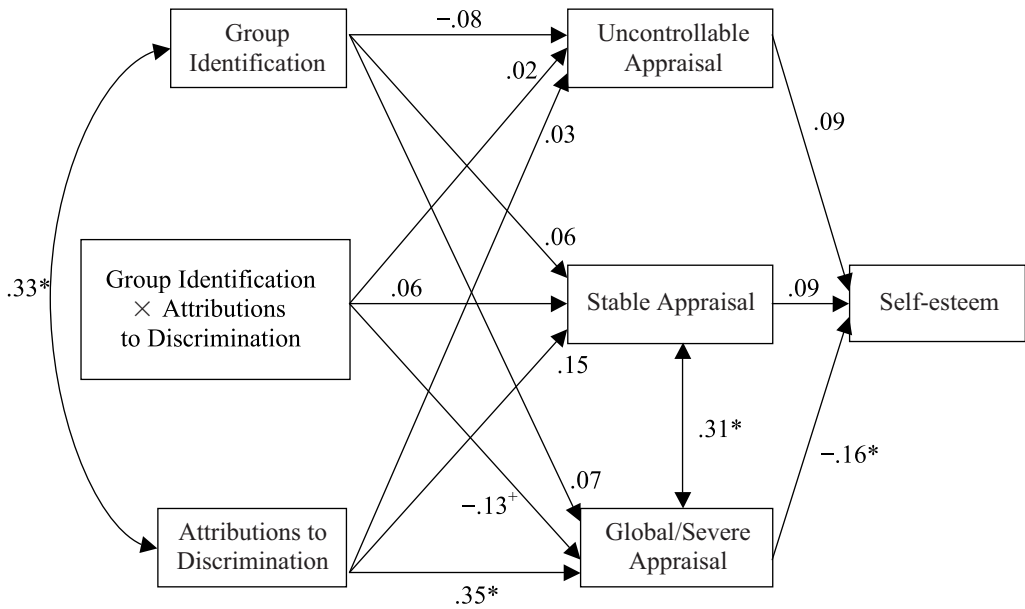 Group
Identification
−.08
Uncontrollable
Appraisal
.02
.03
.09
.33*
Group Identification
× Attributions
to Discrimination
.06
.06
Stable Appraisal
.09
Self-esteem
.15
.31*
−.16*
Attributions to
Discrimination
−.13⁺
.07
Global/Severe
Appraisal
.35*